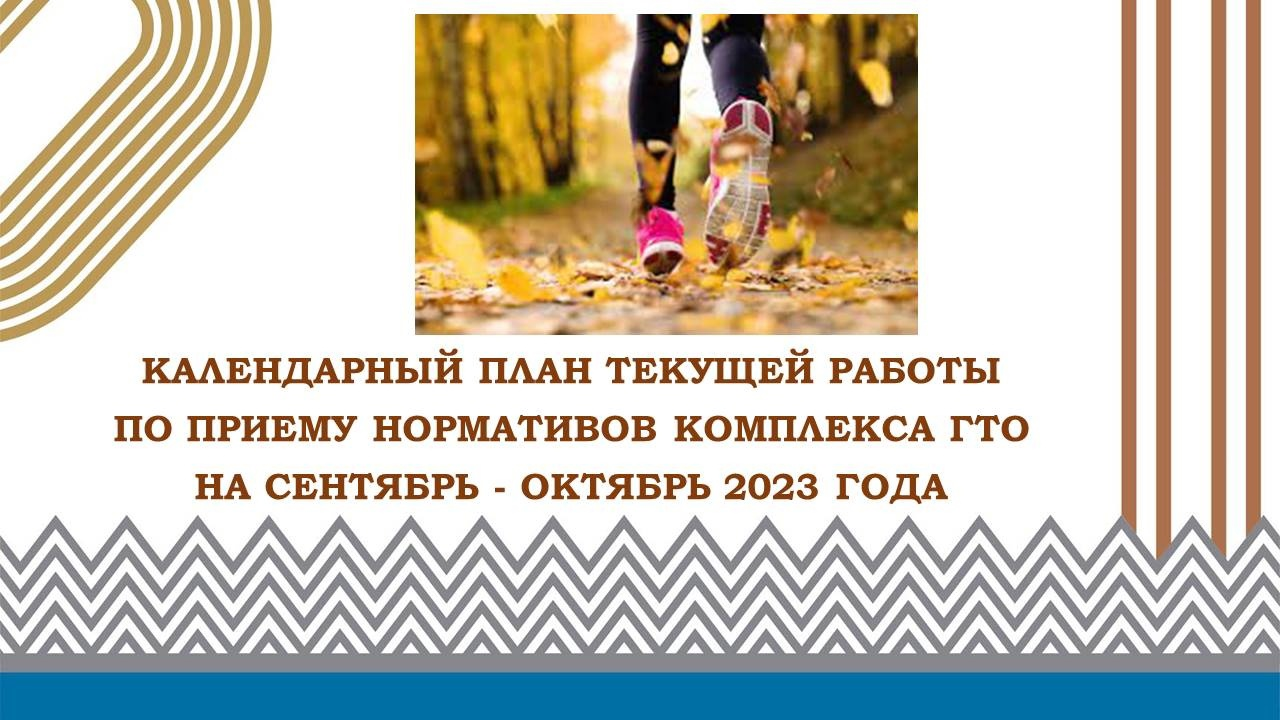 КАЛЕНДАРНЫЙ ПЛАН ТЕКУЩЕЙ РАБОТЫ
ПО ПРИЕМУ НОРМАТИВОВ КОМПЛЕКСА ГТО
НА СЕНТЯБРЬ - ОКТЯБРЬ 2023 ГОДА